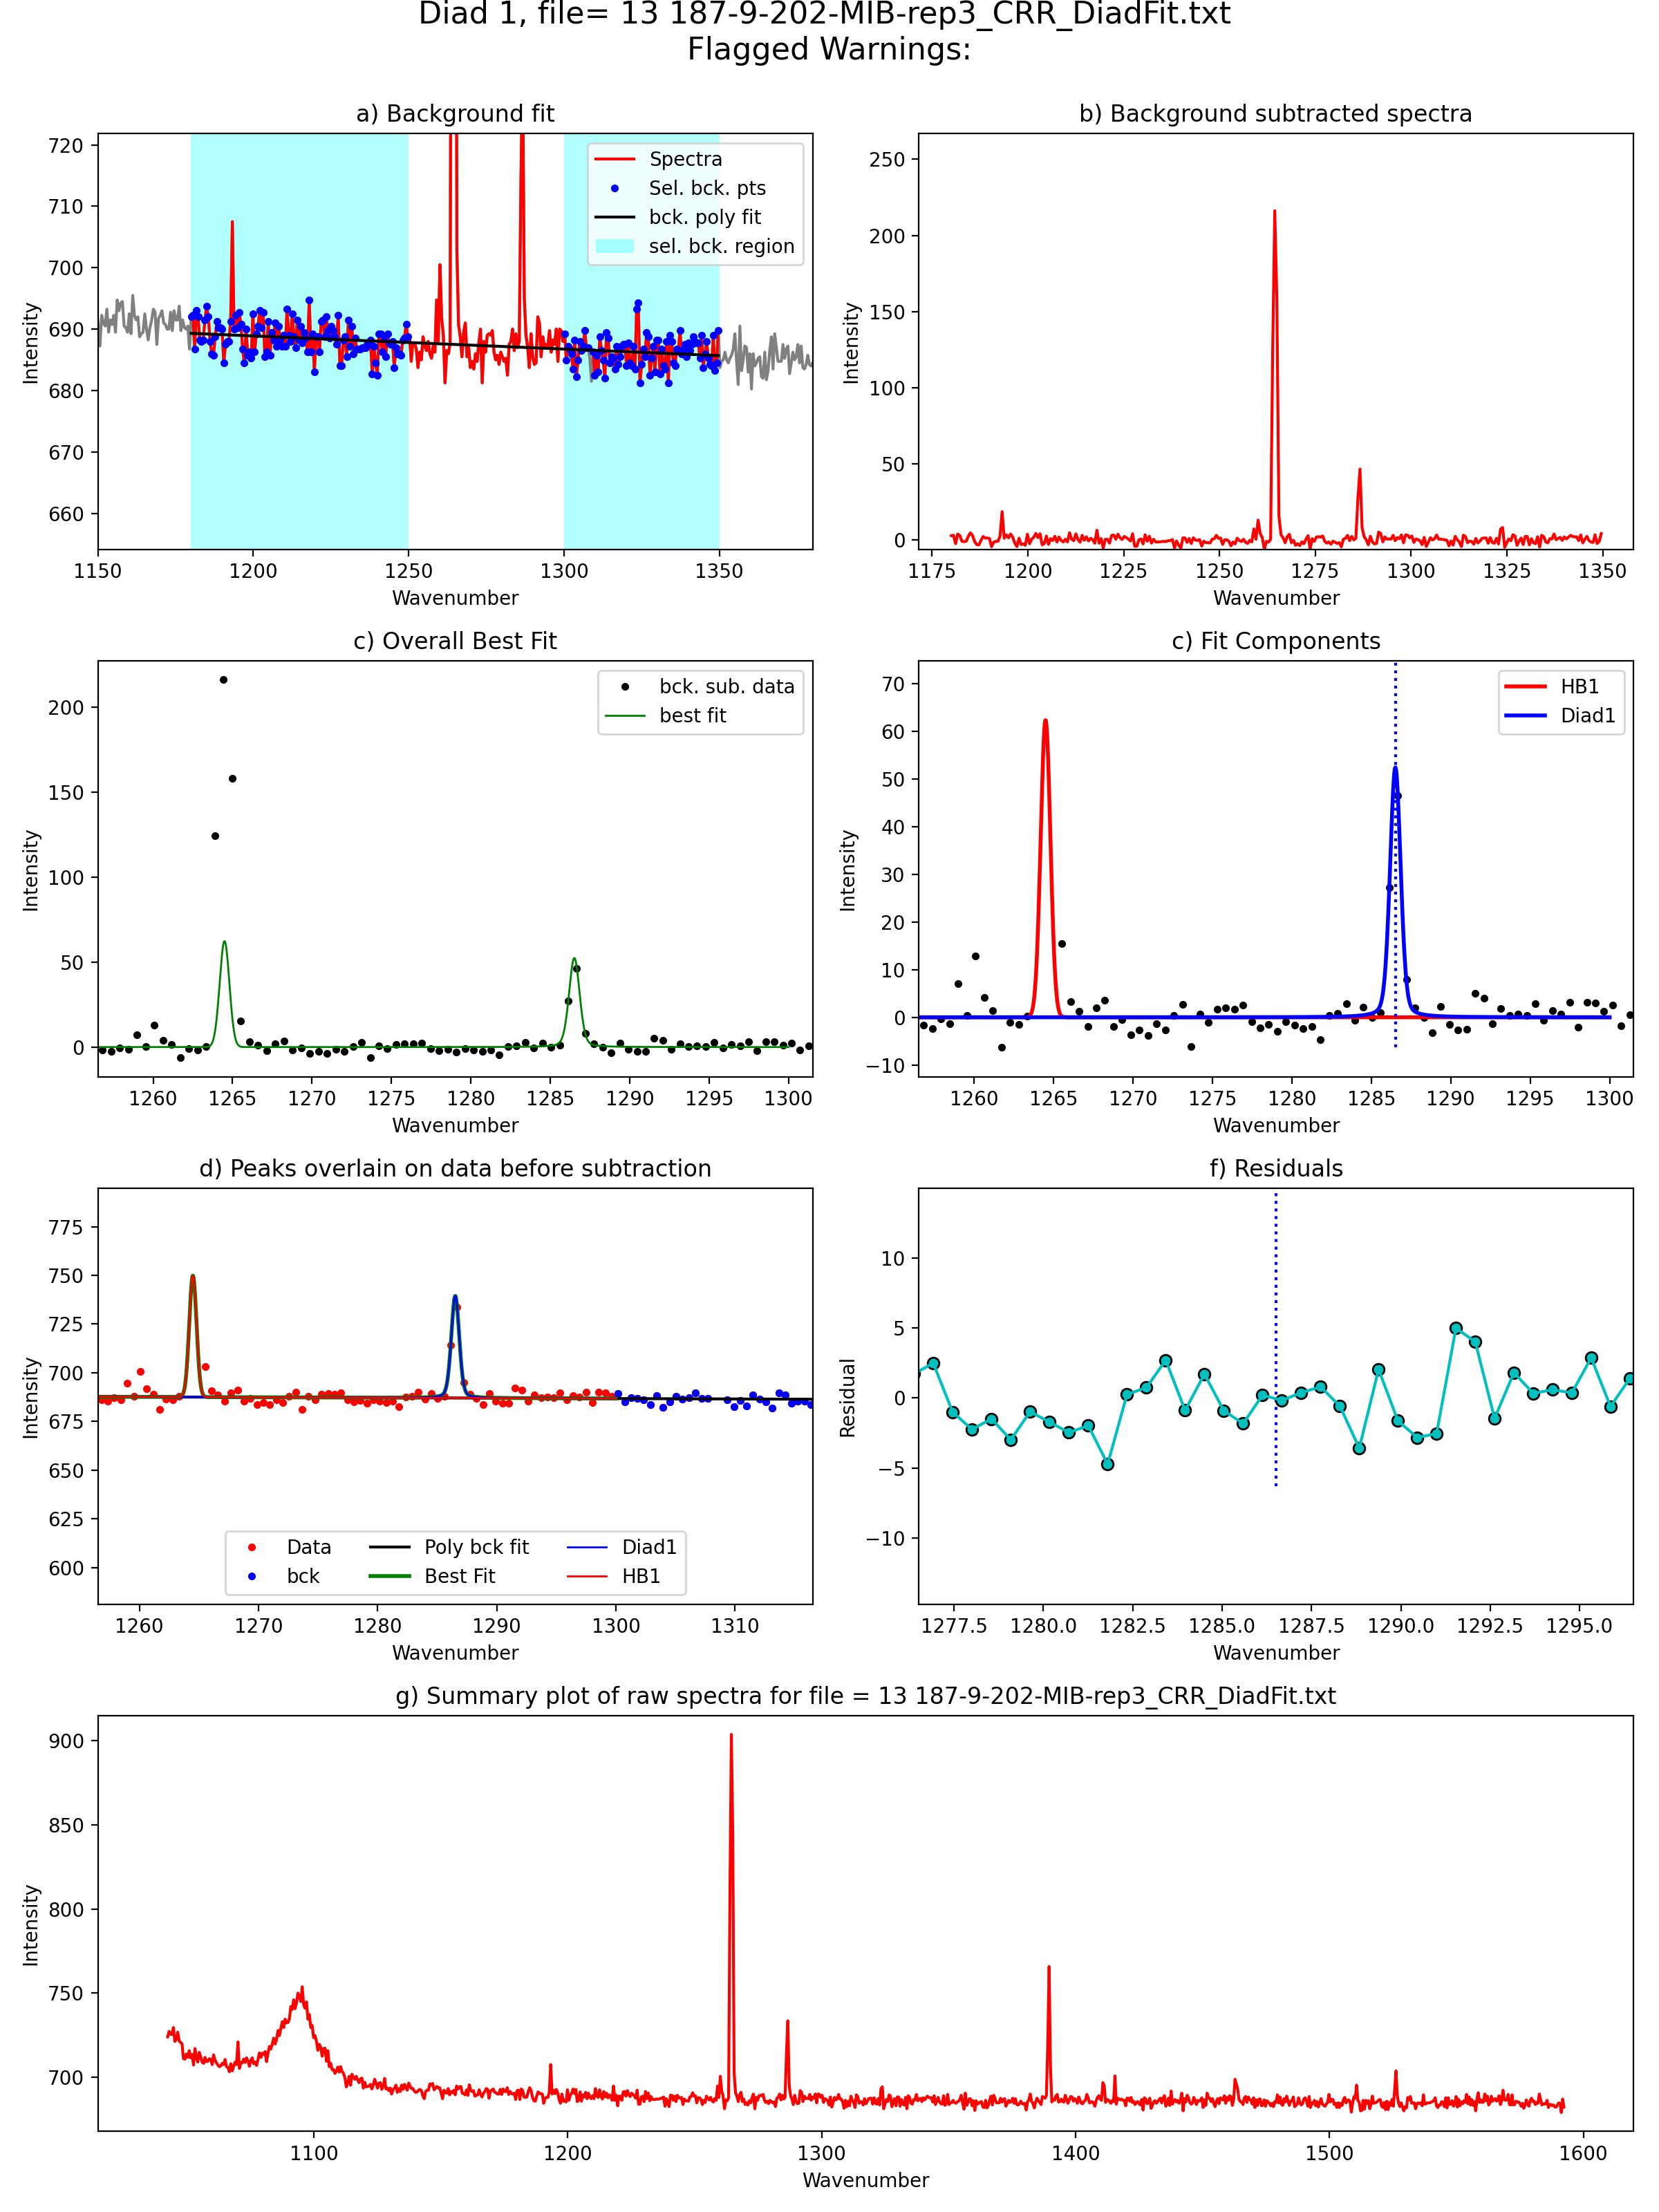 Diad 1, file= 13 187-9-202-MIB-rep3_CRR_DiadFit.txt
Flagged Warnings:
a) Background fit
720
710
700
690
680
670
660
Intensity
Spectra
Sel. bck. pts
bck. poly fit
sel. bck. region
1150 1200 1250 1300 1350
Wavenumber
b) Background subtracted spectra
250
200
150
100
50
0
Intensity
1175 1200 1225 1250 1275 1300 1325 1350
Wavenumber
c) Overall Best Fit
200
150
100
50
0
Intensity
bck. sub. data
best fit
1260 1265 1270 1275 1280 1285 1290 1295 1300
Wavenumber
c) Fit Components
70
60
50
40
30
20
10
0
−10
Intensity
HB1
Diad1
1260 1265 1270 1275 1280 1285 1290 1295 1300
Wavenumber
d) Peaks overlain on data before subtraction
775
750
725
700
675
650
625
600
Intensity
Data Poly bck fit Diad1
bck Best Fit HB1
1260 1270 1280 1290 1300 1310
Wavenumber
f) Residuals
10
5
0
−5
−10
Residual
1277.5 1280.0 1282.5 1285.0 1287.5 1290.0 1292.5 1295.0
Wavenumber
g) Summary plot of raw spectra for file = 13 187-9-202-MIB-rep3_CRR_DiadFit.txt
900
850
800
750
700
Intensity
1100 1200 1300 1400 1500 1600
Wavenumber